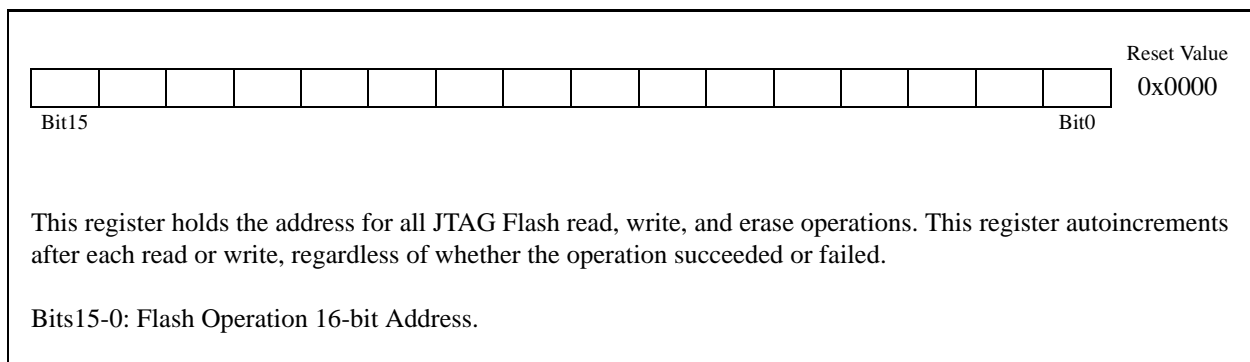 Reset Value
0x0000
Bit15
Bit0
This register holds the address for all JTAG Flash read, write, and erase operations. This register autoincrements
after each read or write, regardless of whether the operation succeeded or failed.
Bits15-0: Flash Operation 16-bit Address.